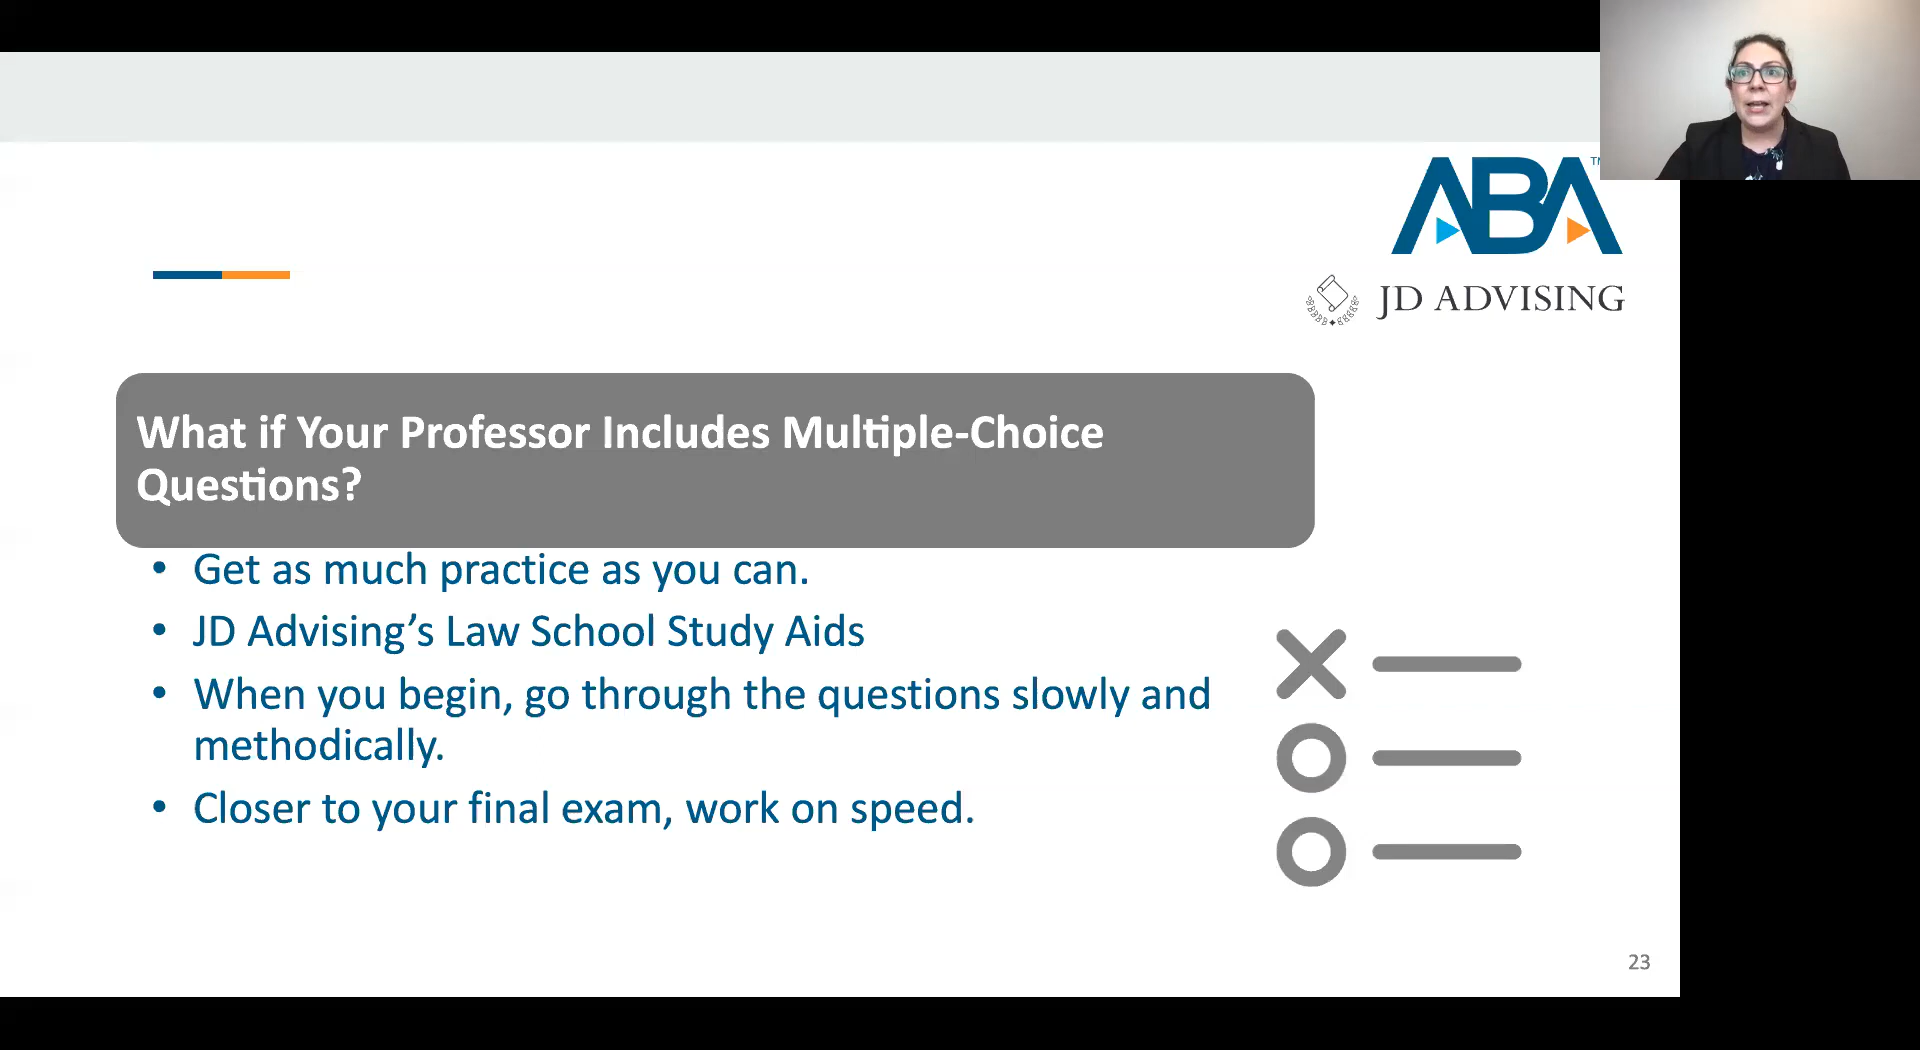 ABA
TM
JD ADVISING
What if Your Professor Includes Multiple-Choice
Questions?
• Get as much practice as you can.
• JD Advising’s Law School Study Aids
• When you begin, go through the questions slowly and
methodically.
• Closer to your final exam, work on speed.
23